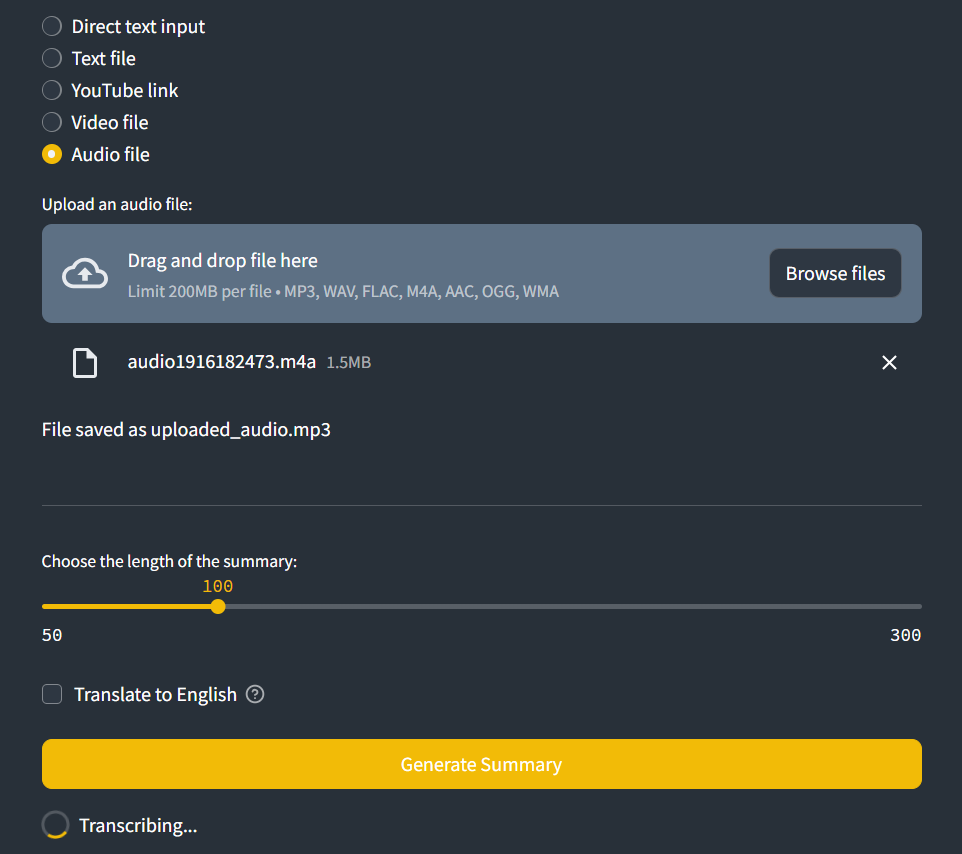 Direct text input
Text file
YouTube link
Video file
Audio file
Upload an audio file:
Drag and drop file here
Limit 200MB per file • MP3, WAV, FLAC, M4A, AAC, OGG, WMA
Browse files
audio1916182473.m4a 1.5MB
File saved as uploaded_audio.mp3
Choose the length of the summary:
100
50 300
Translate to English
Generate Summary
Transcribing...